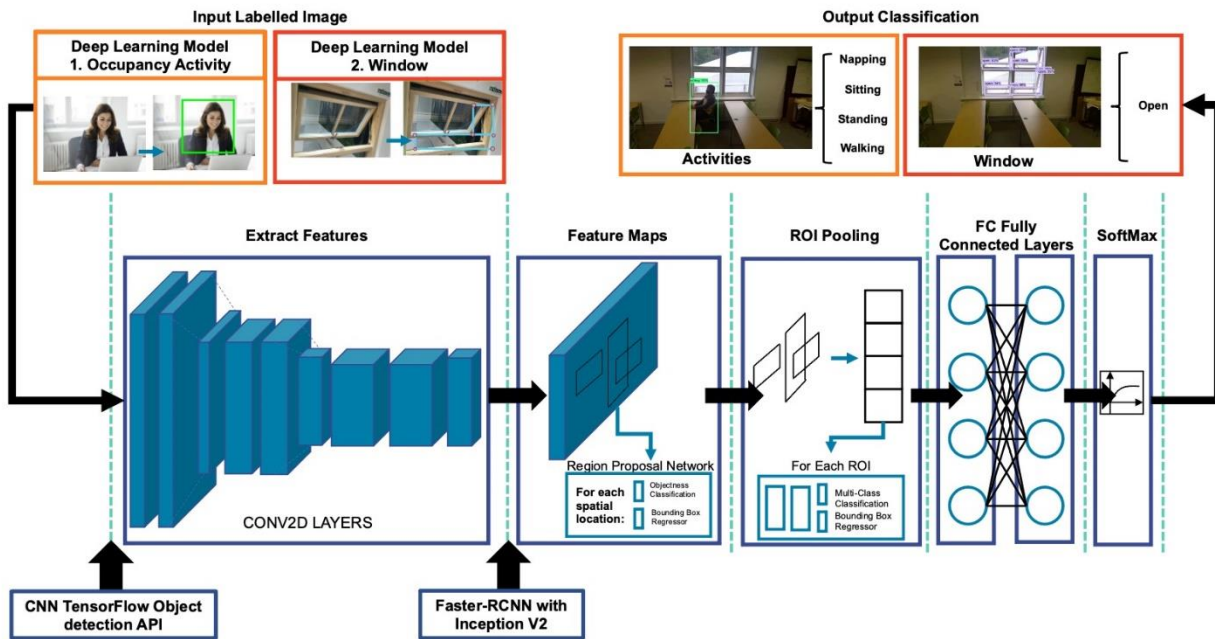 Input Labelled Image
Output Classification
Deep Learning Model
1. Occupancy Activity
Deep Learning Model
2. Window
Activities
Napping
Sitting
Standing
Walking
Window
Open
Extract Features
Feature Maps
ROI Pooling
FC Fully
Connected Layers
SoftMax
CONV2D LAYERS
Region Proposal Network
For each
spatial
location:
Objectness
Classification
Bounding Box
Regressor
For Each ROI
Multi-Class
Classification
Bounding Box
Regressor
CNN TensorFlow Object
detection API
Faster-RCNN with
Inception V2